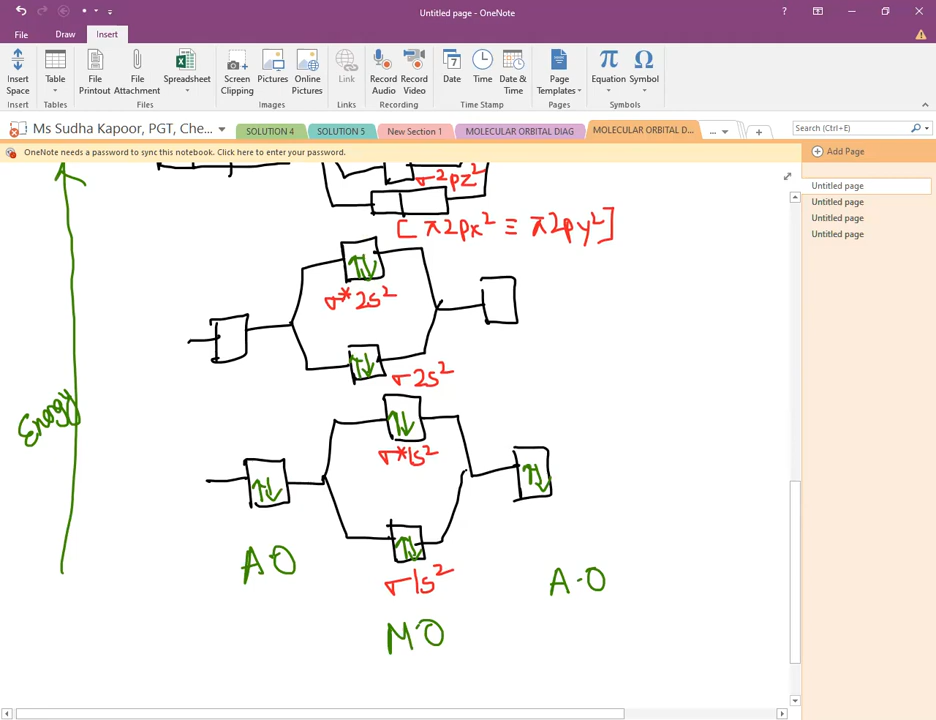 Untitled page - OneNote
?
File Draw Insert
Insert Space Table File Printout File Attachment Spreadsheet Screen Clipping Pictures Online Pictures Link Record Audio Record Video Date Time Date & Time Page Templates Equation Symbol
π Ω
7
Insert Tables Files Images Links Recording Time Stamp Pages Symbols
Ms Sudha Kapoor, PGT, Che... SOLUTION 4 SOLUTION 5 New Section 1 MOLECULAR ORBITAL DIAG MOLECULAR ORBITAL D... ... + Search (Ctrl+E)
OneNote needs a password to sync this notebook. Click here to enter your password.
Add Page
Untitled page
Untitled page
Untitled page
Untitled page
σ2pz²
[π2px² ≡ π2py²]
↑↓
σ*2s²
↑↓
σ2s²
Energy
↑↓
σ*1s²
↑↓ ↑↓
↑↓
σ1s²
AO
A·O
M·O